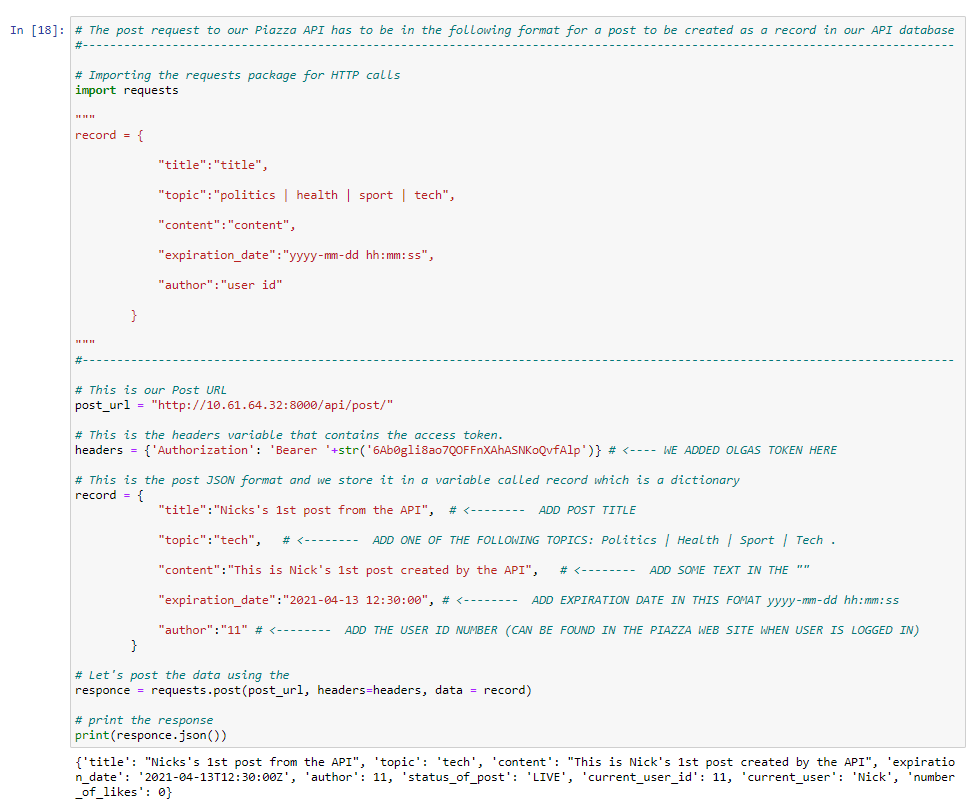 In [18]: # The post request to our Piazza API has to be in the following format for a post to be created as a record in our API database
#------------------------------------------------------------------------------------------------------------------------------
# Importing the requests package for HTTP calls
import requests
"""
record = {
"title":"title",
"topic":"politics | health | sport | tech",
"content":"content",
"expiration_date":"yyyy-mm-dd hh:mm:ss",
"author":"user id"
}
"""
#------------------------------------------------------------------------------------------------------------------------------
# This is our Post URL
post_url = "http://10.61.64.32:8000/api/post/"
# This is the headers variable that contains the access token.
headers = {'Authorization': 'Bearer '+str('6Ab0gli8ao7QOFFnXAhASNKoQvfAlp')} # <---- WE ADDED OLGAS TOKEN HERE
# This is the post JSON format and we store it in a variable called record which is a dictionary
record = {
"title":"Nicks's 1st post from the API", # <-------- ADD POST TITLE
"topic":"tech", # <-------- ADD ONE OF THE FOLLOWING TOPICS: Politics | Health | Sport | Tech .
"content":"This is Nick's 1st post created by the API", # <-------- ADD SOME TEXT IN THE ""
"expiration_date":"2021-04-13 12:30:00", # <-------- ADD EXPIRATION DATE IN THIS FOMAT yyyy-mm-dd hh:mm:ss
"author":"11" # <-------- ADD THE USER ID NUMBER (CAN BE FOUND IN THE PIAZZA WEB SITE WHEN USER IS LOGGED IN)
}
# Let's post the data using the
responce = requests.post(post_url, headers=headers, data = record)
# print the response
print(responce.json())
{'title': "Nicks's 1st post from the API", 'topic': 'tech', 'content': "This is Nick's 1st post created by the API", 'expiratio
n_date': '2021-04-13T12:30:00Z', 'author': 11, 'status_of_post': 'LIVE', 'current_user_id': 11, 'current_user': 'Nick', 'number
_of_likes': 0}